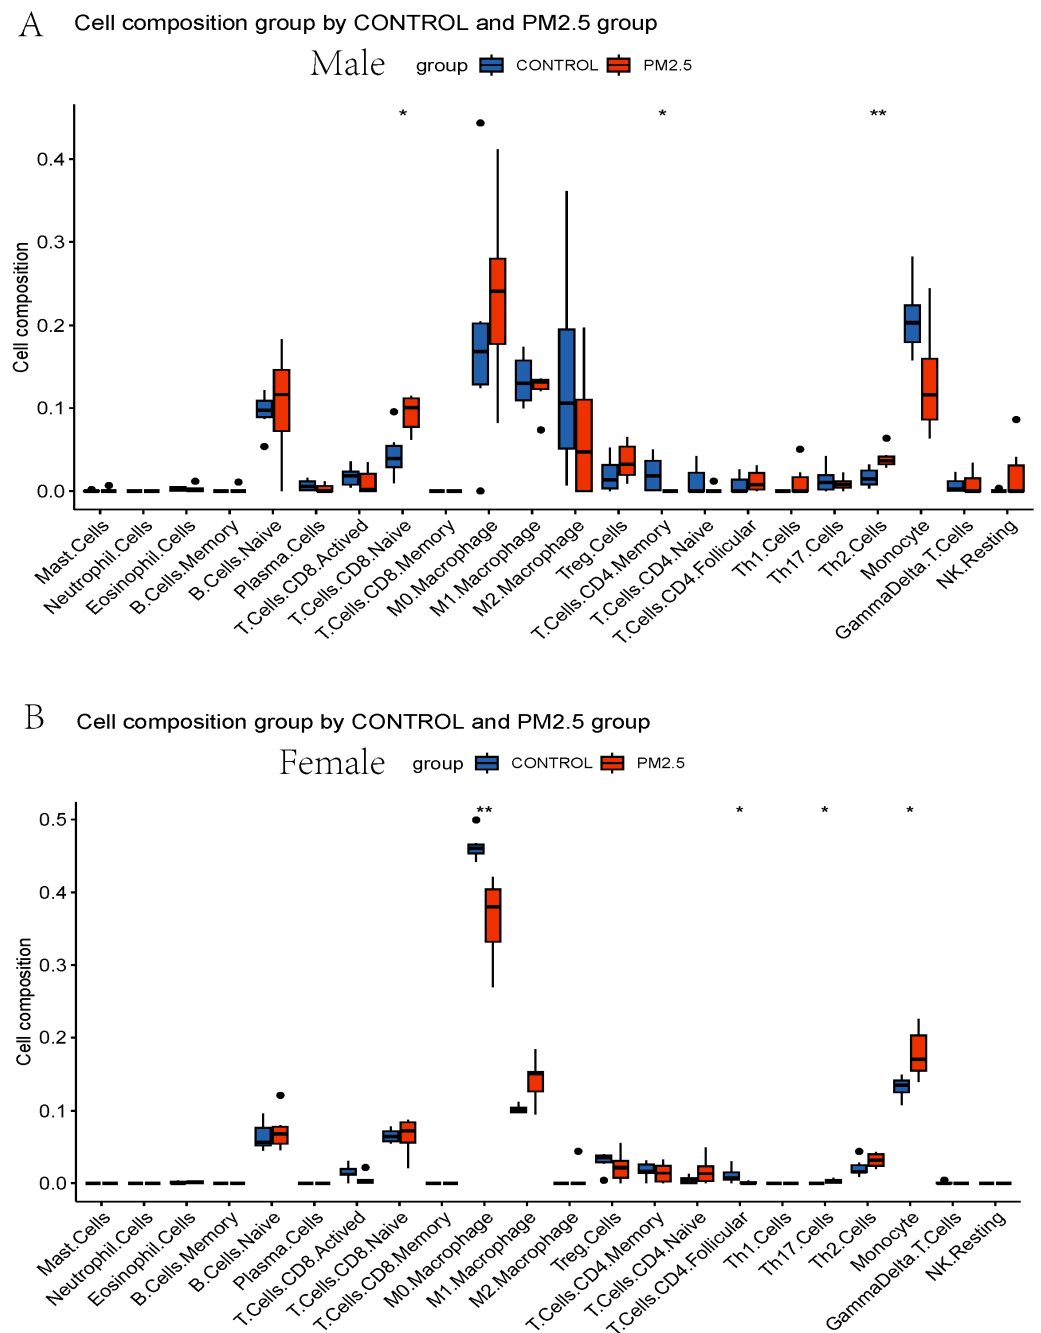 A
Cell composition group by CONTROL and PM2.5 group
Male group CONTROL PM2.5
* * **
Cell composition
0.4
0.3
0.2
0.1
0.0
Mast.Cells
Neutrophil.Cells
Eosinophil.Cells
B.Cells.Memory
B.Cells.Naive
Plasma.Cells
T.Cells.CD8.Actived
T.Cells.CD8.Naive
T.Cells.CD8.Memory
M0.Macrophage
M1.Macrophage
M2.Macrophage
Treg.Cells
T.Cells.CD4.Memory
T.Cells.CD4.Naive
T.Cells.CD4.Follicular
Th1.Cells
Th17.Cells
Th2.Cells
Monocyte
GammaDelta.T.Cells
NK.Resting
B
Cell composition group by CONTROL and PM2.5 group
Female group CONTROL PM2.5
** * * *
Cell composition
0.5
0.4
0.3
0.2
0.1
0.0
Mast.Cells
Neutrophil.Cells
Eosinophil.Cells
B.Cells.Memory
B.Cells.Naive
Plasma.Cells
T.Cells.CD8.Actived
T.Cells.CD8.Naive
T.Cells.CD8.Memory
M0.Macrophage
M1.Macrophage
M2.Macrophage
Treg.Cells
T.Cells.CD4.Memory
T.Cells.CD4.Naive
T.Cells.CD4.Follicular
Th1.Cells
Th17.Cells
Th2.Cells
Monocyte
GammaDelta.T.Cells
NK.Resting